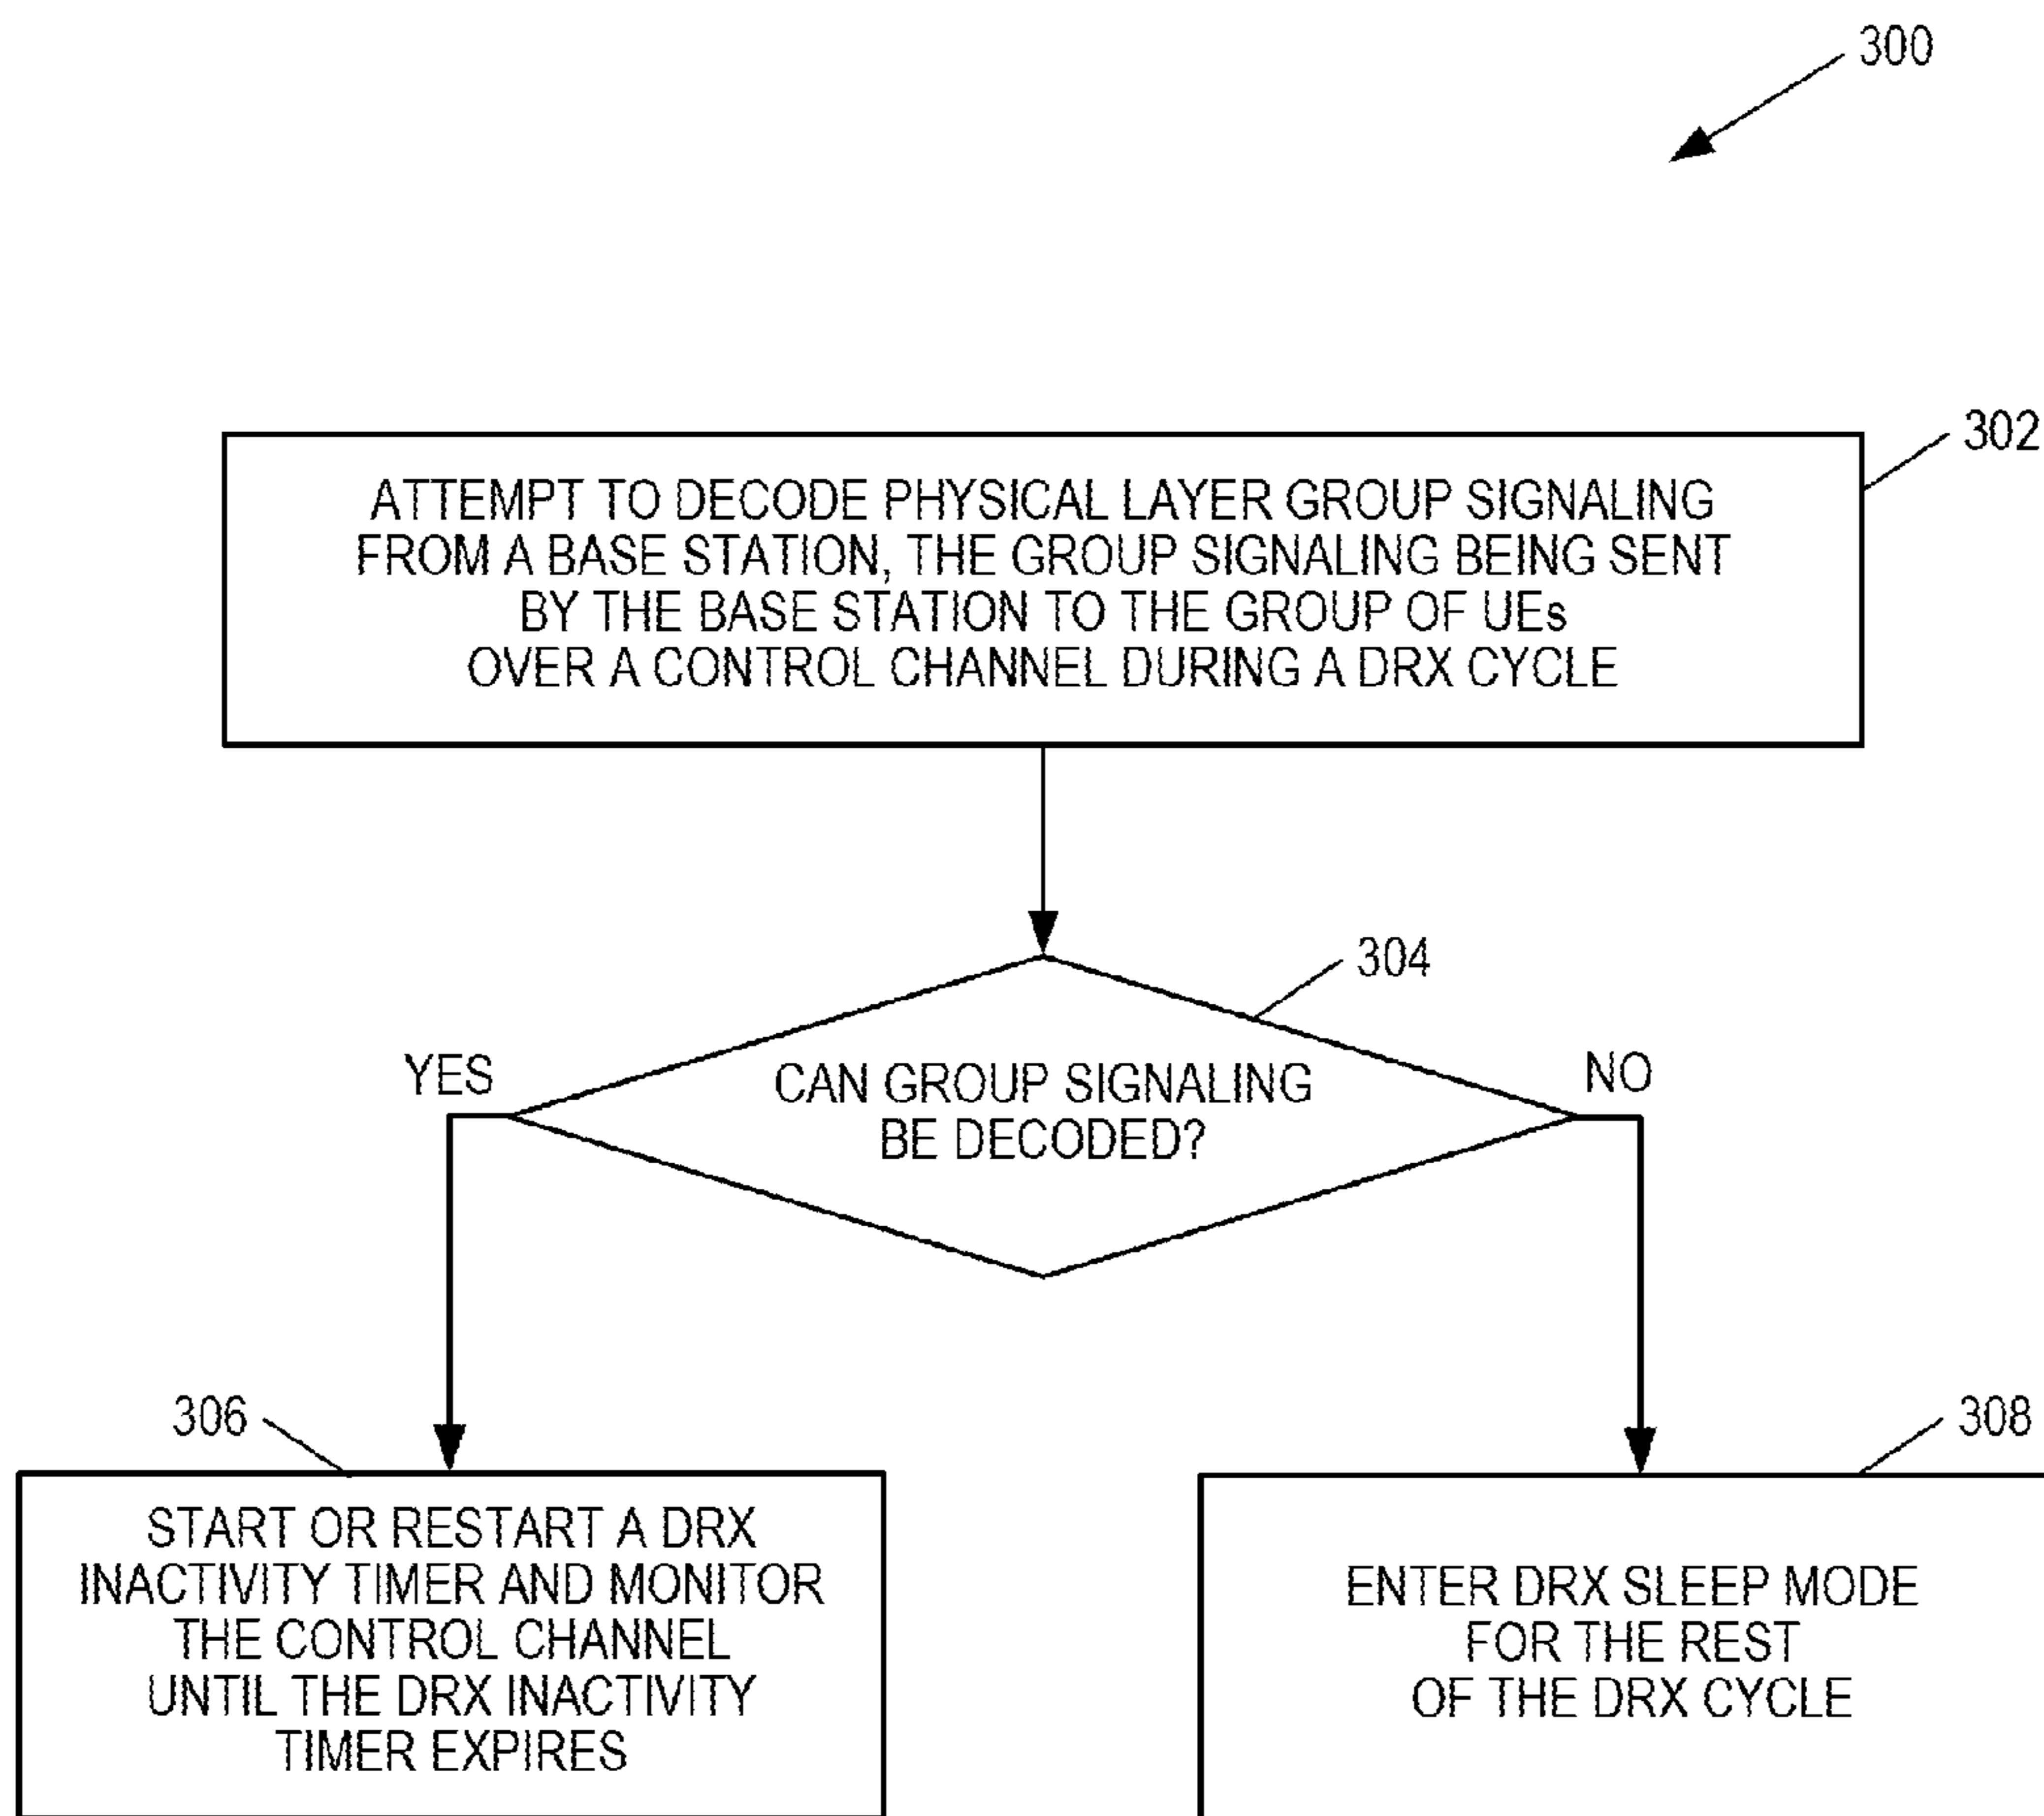 300
302
ATTEMPT TO DECODE PHYSICAL LAYER GROUP SIGNALING
FROM A BASE STATION, THE GROUP SIGNALING BEING SENT
BY THE BASE STATION TO THE GROUP OF UEs
OVER A CONTROL CHANNEL DURING A DRX CYCLE
304
YES
NO
CAN GROUP SIGNALING
BE DECODED?
306
START OR RESTART A DRX
INACTIVITY TIMER AND MONITOR
THE CONTROL CHANNEL
UNTIL THE DRX INACTIVITY
TIMER EXPIRES
308
ENTER DRX SLEEP MODE
FOR THE REST
OF THE DRX CYCLE